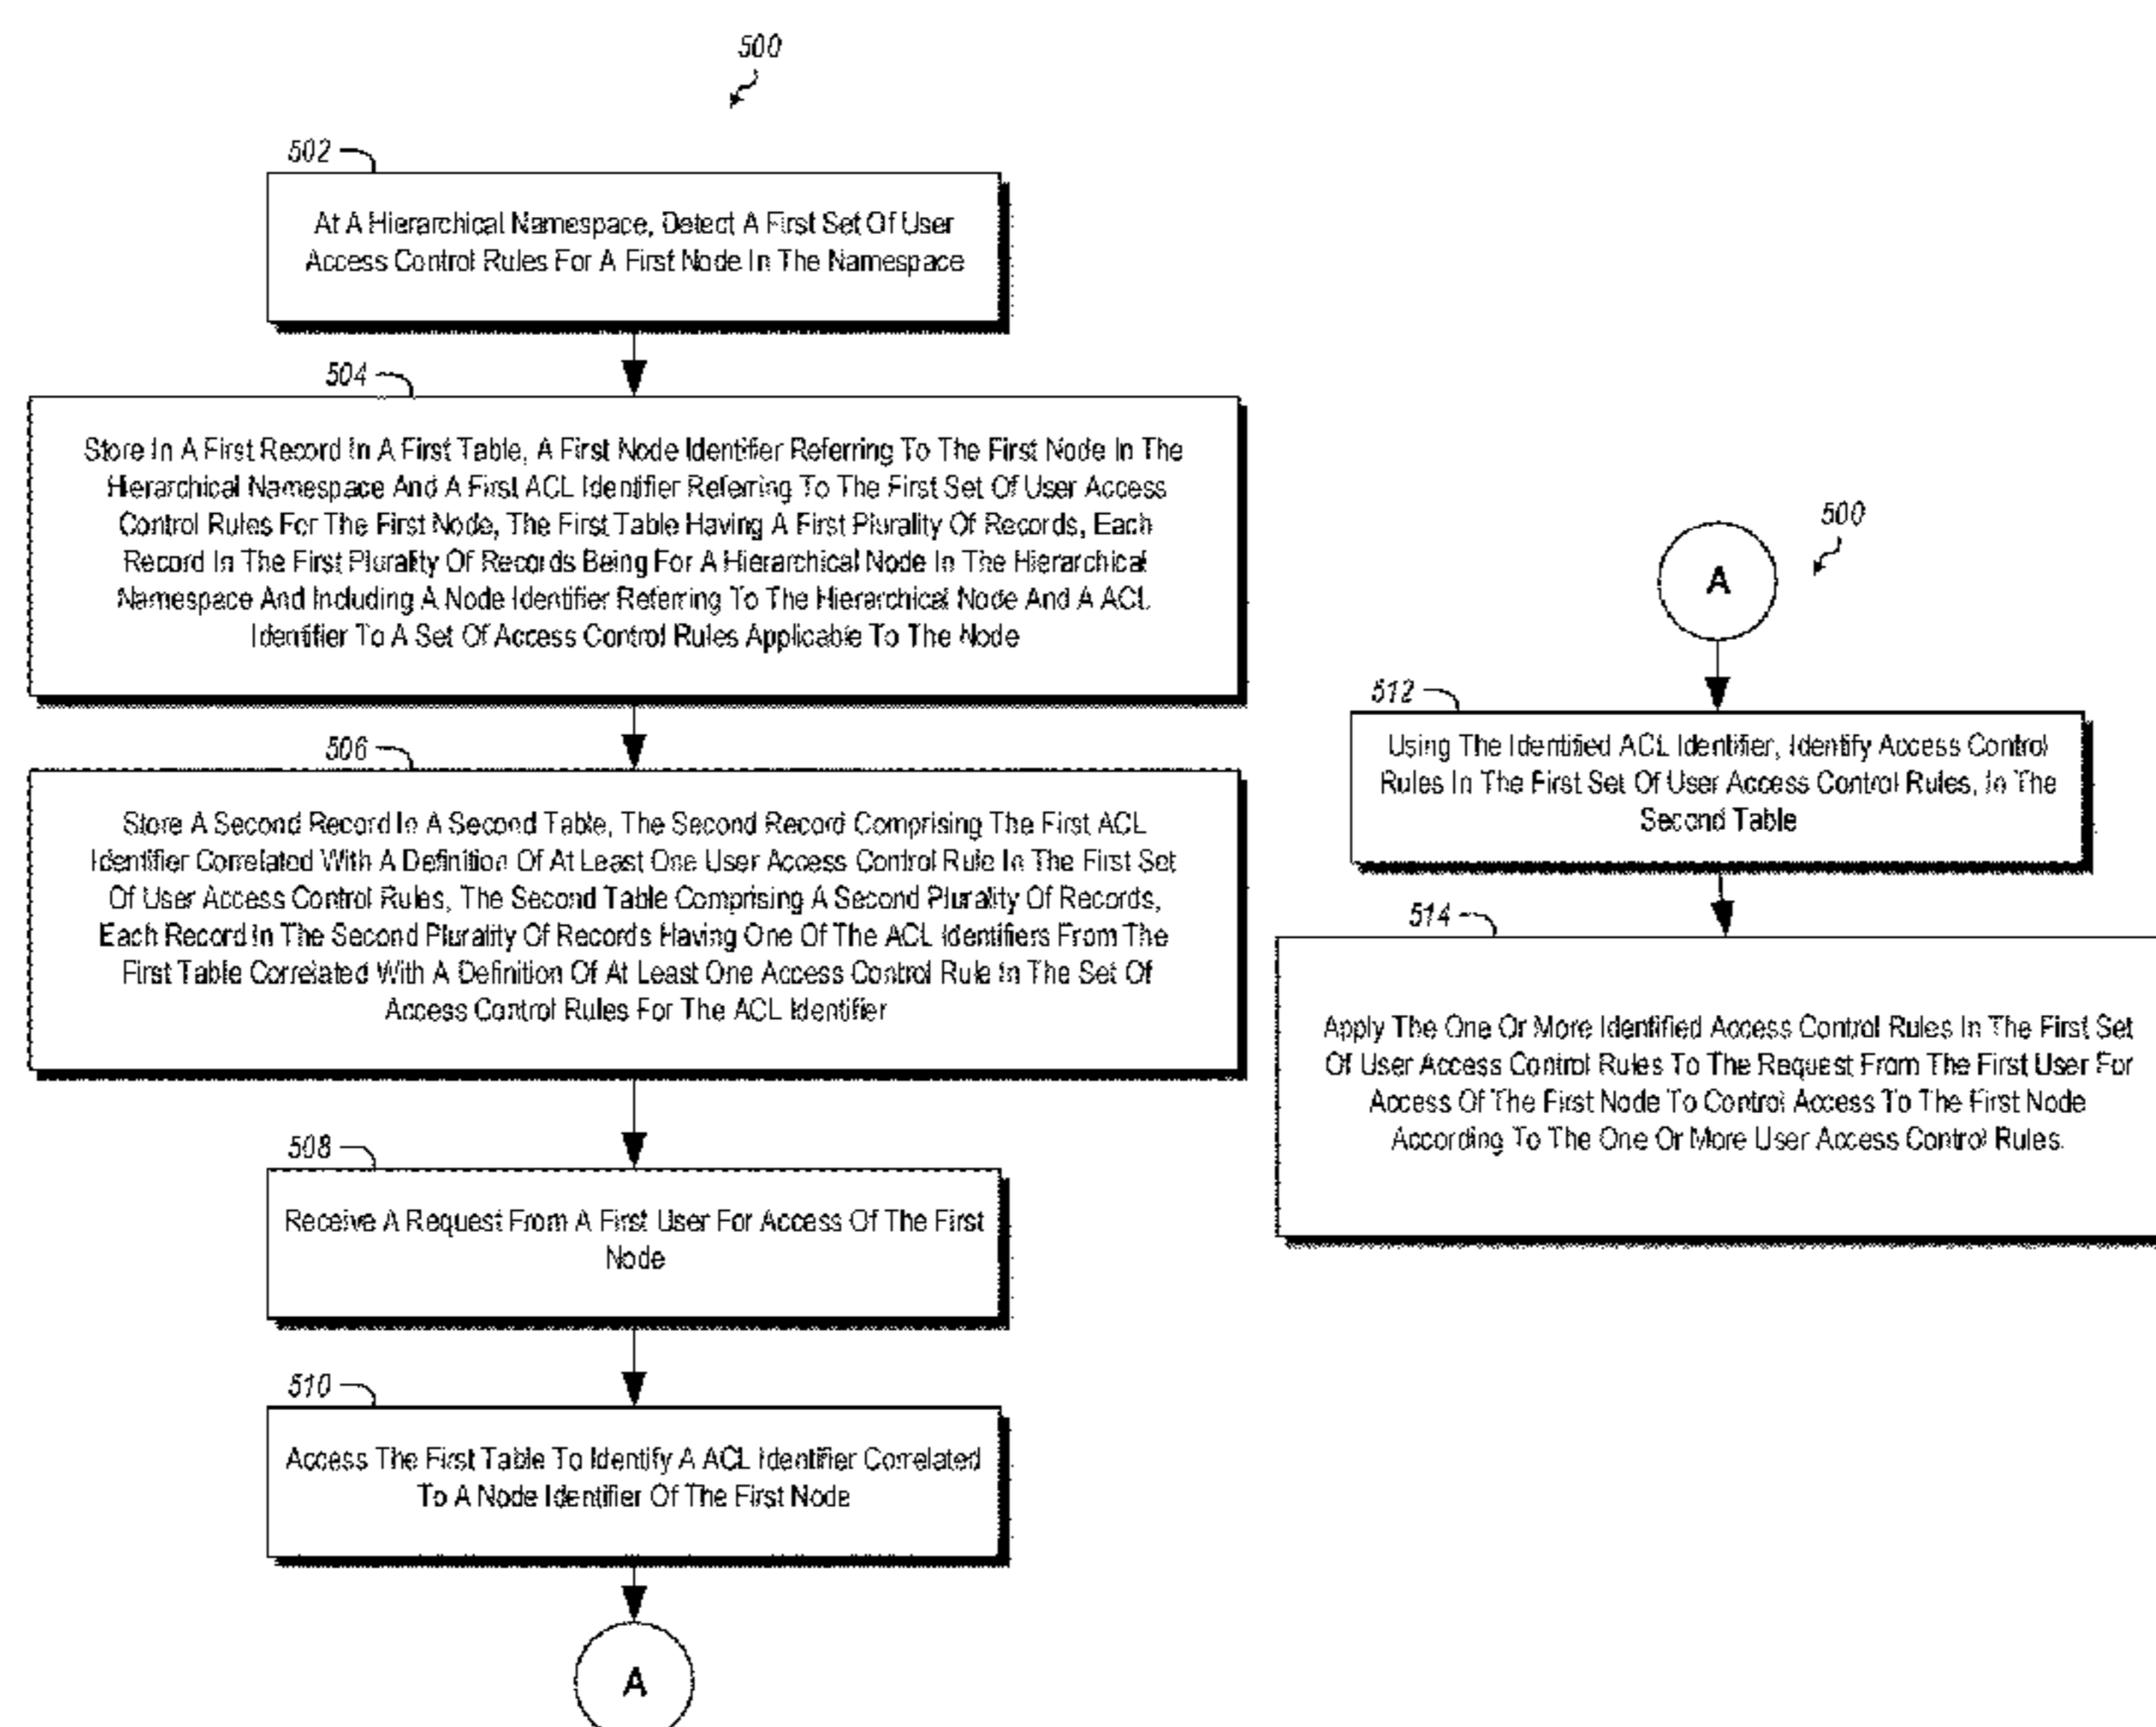 500
502
At A Hierarchical Namespace, Detect A First Set Of User
Access Control Rules For A First Node In The Namespace
504
Store In A First Record In A First Table, A First Node Identifier Referring To The First Node In The
Hierarchical Namespace And A First ACL Identifier Referring To The First Set Of User Access
Control Rules For The First Node, The First Table Having A First Plurality Of Records, Each
Record In The First Plurality Of Records Being For A Hierarchical Node In The Hierarchical
Namespace And Including A Node Identifier Referring To The Hierarchical Node And A ACL
Identifier To A Set Of Access Control Rules Applicable To The Node
506
Store A Second Record In A Second Table, The Second Record Comprising The First ACL
Identifier Correlated With A Definition Of At Least One User Access Control Rule In The First Set
Of User Access Control Rules, The Second Table Comprising A Second Plurality Of Records,
Each Record In The Second Plurality Of Records Having One Of The ACL Identifiers From The
First Table Correlated With A Definition Of At Least One Access Control Rule In The Set Of
Access Control Rules For The ACL Identifier
508
Receive A Request From A First User For Access Of The First
Node
510
Access The First Table To Identify A ACL Identifier Correlated
To A Node Identifier Of The First Node
A
500
A
512
Using The Identified ACL Identifier, Identify Access Control
Rules In The First Set Of User Access Control Rules, In The
Second Table
514
Apply The One Or More Identified Access Control Rules In The First Set
Of User Access Control Rules To The Request From The First User For
Access Of The First Node To Control Access To The First Node
According To The One Or More User Access Control Rules.